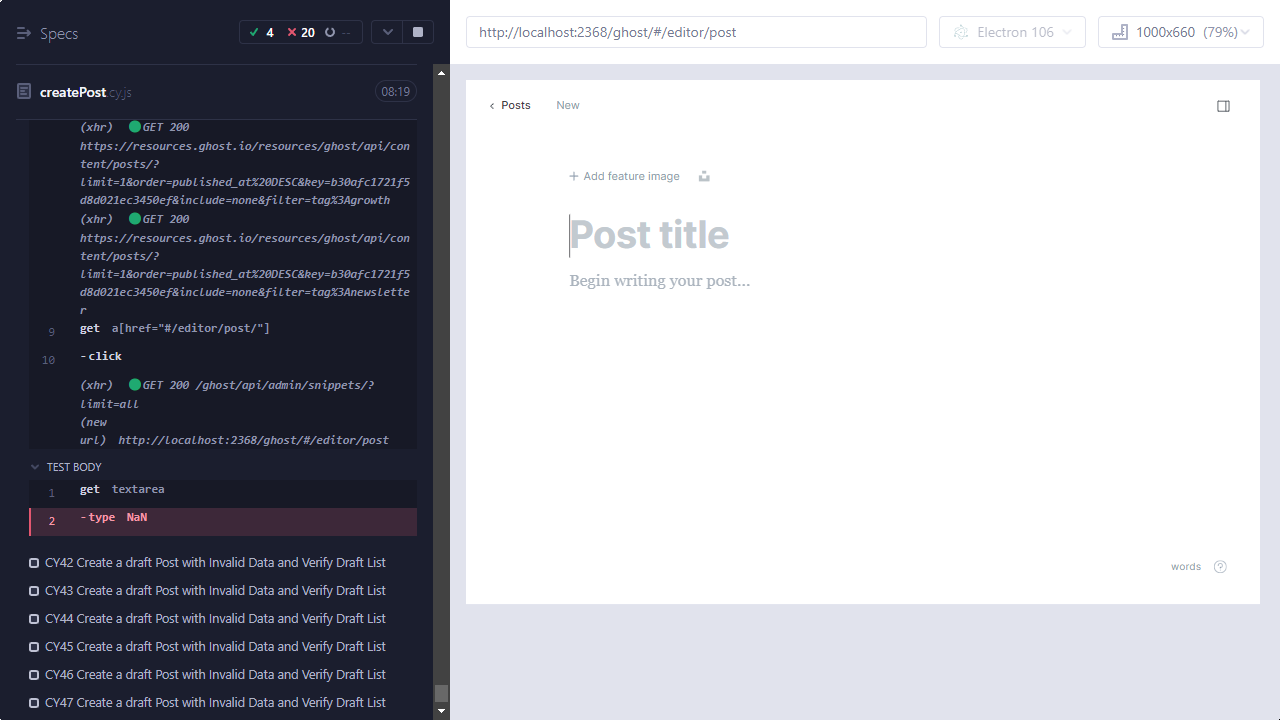 Specs
4
20
--
createPost.cy.js
08:19
(xhr) GET 200
https://resources.ghost.io/resources/ghost/api/con
tent/posts/?
limit=1&order=published_at%20DESC&key=b30afc1721f5
d8d021ec3450ef&include=none&filter=tag%3Agrowth
(xhr) GET 200
https://resources.ghost.io/resources/ghost/api/con
tent/posts/?
limit=1&order=published_at%20DESC&key=b30afc1721f5
d8d021ec3450ef&include=none&filter=tag%3Anewslette
r
9 get a[href="#/editor/post/"]
10 -click
(xhr) GET 200 /ghost/api/admin/snippets/?
limit=all
(new
url) http://localhost:2368/ghost/#/editor/post
TEST BODY
1 get textarea
2 -type NaN
CY42 Create a draft Post with Invalid Data and Verify Draft List
CY43 Create a draft Post with Invalid Data and Verify Draft List
CY44 Create a draft Post with Invalid Data and Verify Draft List
CY45 Create a draft Post with Invalid Data and Verify Draft List
CY46 Create a draft Post with Invalid Data and Verify Draft List
CY47 Create a draft Post with Invalid Data and Verify Draft List
http://localhost:2368/ghost/#/editor/post
Electron 106
1000x660 (79%)
‹ Posts
New
+ Add feature image
Post title
Begin writing your post...
words
?